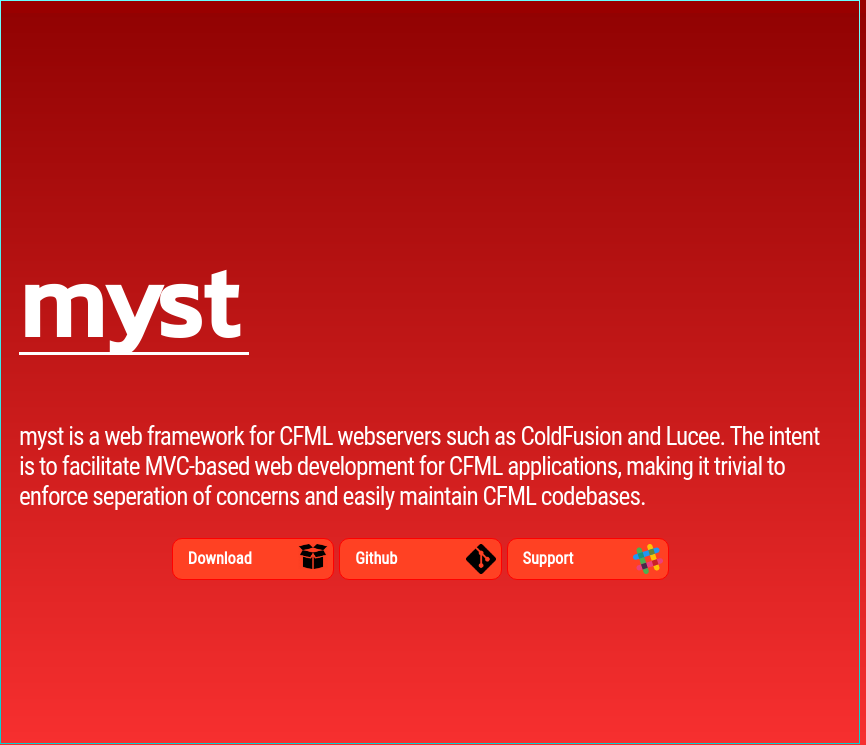 myst
myst is a web framework for CFML webservers such as ColdFusion and Lucee. The intent
is to facilitate MVC-based web development for CFML applications, making it trivial to
enforce seperation of concerns and easily maintain CFML codebases.
Download
Github
Support